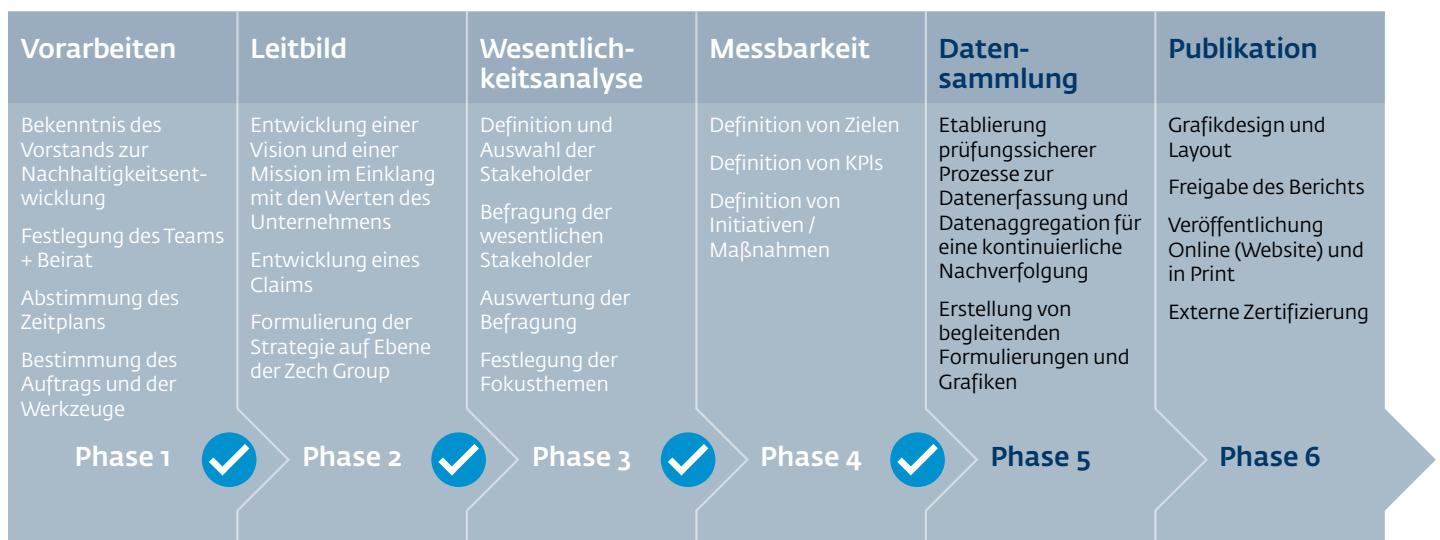 Vorarbeiten
Bekenntnis des
Vorstands zur
Nachhaltigkeitsent-
wicklung
Festlegung des Teams
+ Beirat
Abstimmung des
Zeitplans
Bestimmung des
Auftrags und der
Werkzeuge
Phase 1
Leitbild
Entwicklung einer
Vision und einer
Mission im Einklang
mit den Werten des
Unternehmens
Entwicklung eines
Claims
Formulierung der
Strategie auf Ebene
der Zech Group
Phase 2
Wesentlich-
keitsanalyse
Definition und
Auswahl der
Stakeholder
Befragung der
wesentlichen
Stakeholder
Auswertung der
Befragung
Festlegung der
Fokusthemen
Phase 3
Messbarkeit
Definition von Zielen
Definition von KPls
Definition von
Initiativen /
Maßnahmen
Phase 4
Daten-
sammlung
Etablierung
prüfungssicherer
Prozesse zur
Datenerfassung und
Datenaggregation für
eine kontinuierliche
Nachverfolgung
Erstellung von
begleitenden
Formulierungen und
Grafiken
Phase 5
Publikation
Grafikdesign und
Layout
Freigabe des Berichts
Veröffentlichung
Online (Website) und
in Print
Externe Zertifizierung
Phase 6